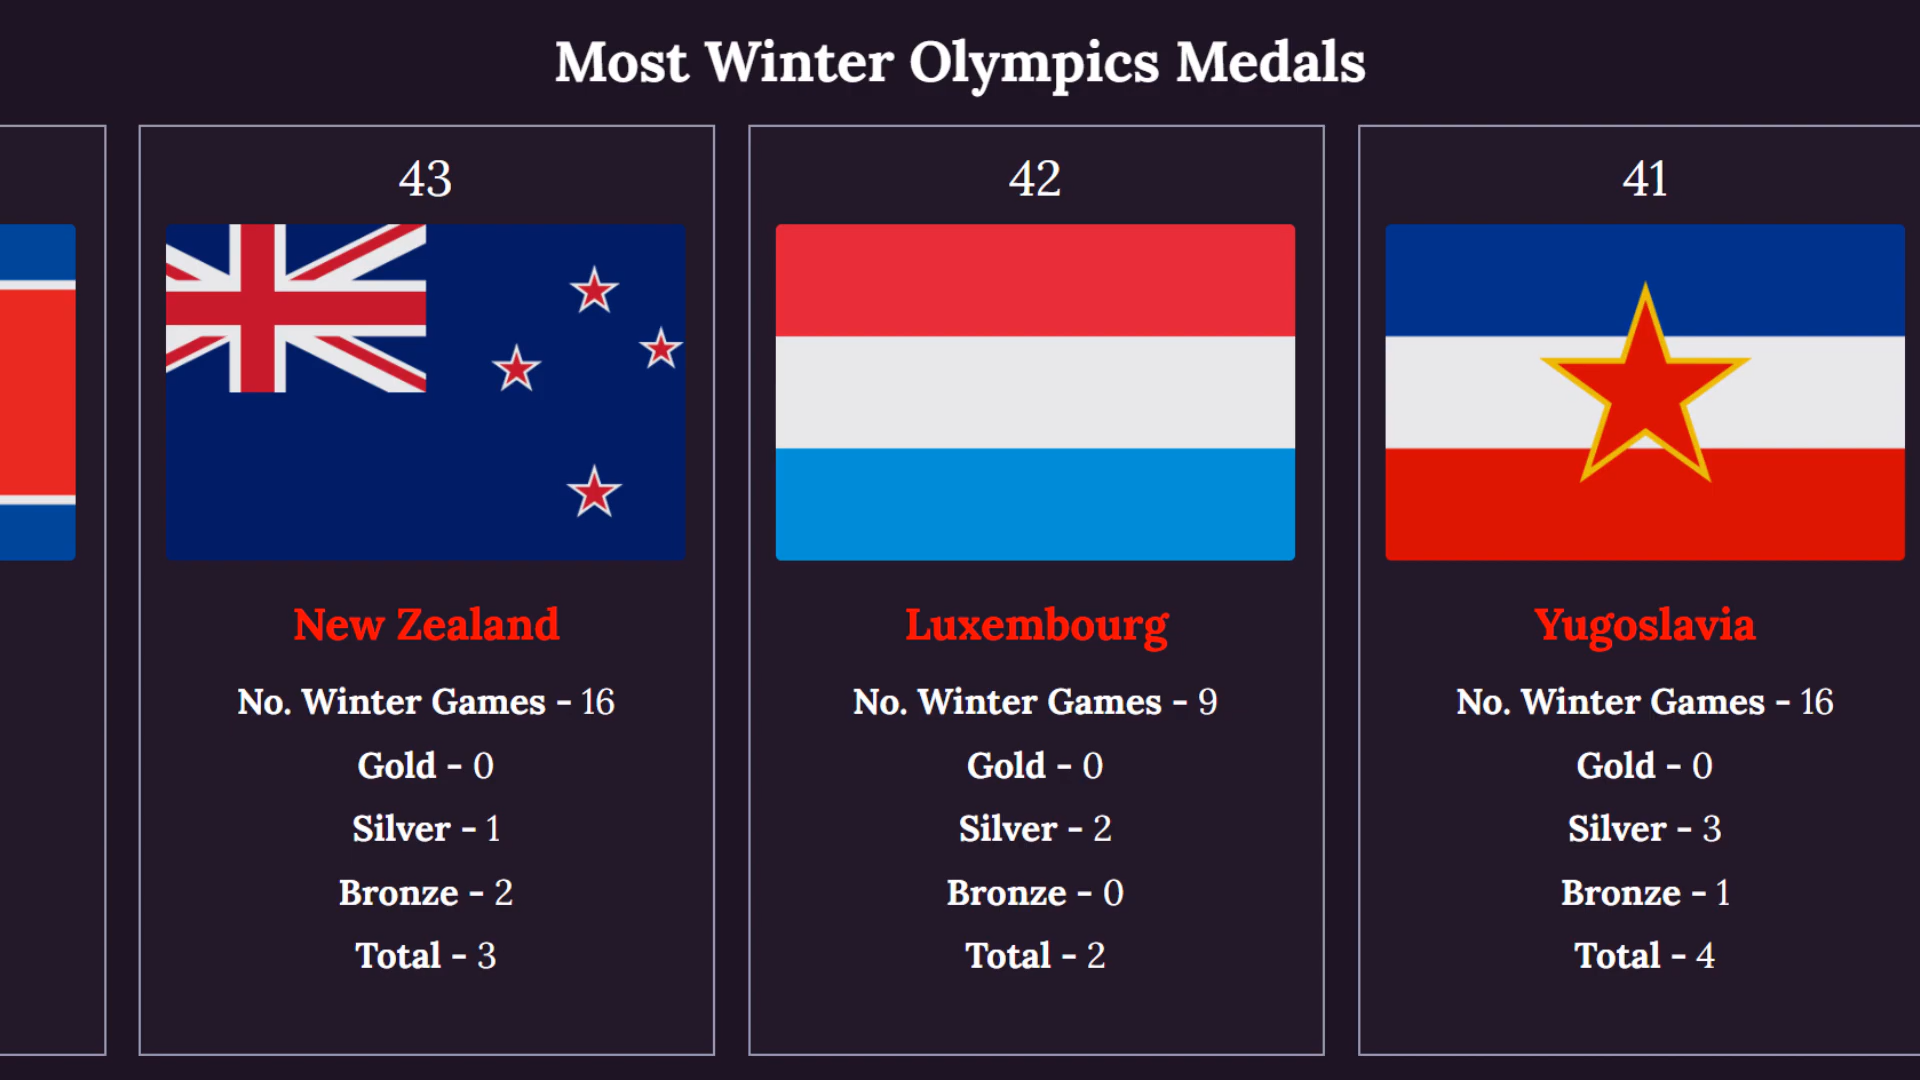 Most Winter Olympics Medals
43
New Zealand
No. Winter Games - 16
Gold - 0
Silver - 1
Bronze - 2
Total - 3
42
Luxembourg
No. Winter Games - 9
Gold - 0
Silver - 2
Bronze - 0
Total - 2
41
Yugoslavia
No. Winter Games - 16
Gold - 0
Silver - 3
Bronze - 1
Total - 4